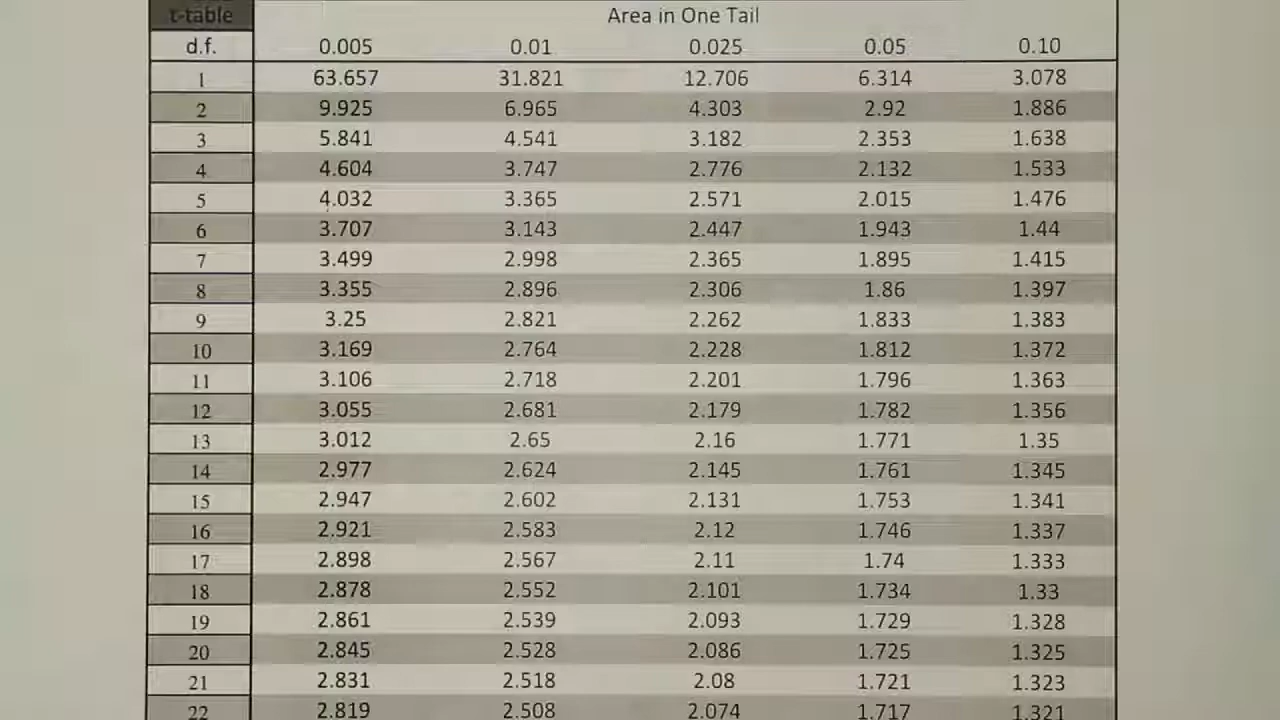 t-table Area in One Tail
d.f. 0.005 0.01 0.025 0.05 0.10
1 63.657 31.821 12.706 6.314 3.078
2 9.925 6.965 4.303 2.92 1.886
3 5.841 4.541 3.182 2.353 1.638
4 4.604 3.747 2.776 2.132 1.533
5 4.032 3.365 2.571 2.015 1.476
6 3.707 3.143 2.447 1.943 1.44
7 3.499 2.998 2.365 1.895 1.415
8 3.355 2.896 2.306 1.86 1.397
9 3.25 2.821 2.262 1.833 1.383
10 3.169 2.764 2.228 1.812 1.372
11 3.106 2.718 2.201 1.796 1.363
12 3.055 2.681 2.179 1.782 1.356
13 3.012 2.65 2.16 1.771 1.35
14 2.977 2.624 2.145 1.761 1.345
15 2.947 2.602 2.131 1.753 1.341
16 2.921 2.583 2.12 1.746 1.337
17 2.898 2.567 2.11 1.74 1.333
18 2.878 2.552 2.101 1.734 1.33
19 2.861 2.539 2.093 1.729 1.328
20 2.845 2.528 2.086 1.725 1.325
21 2.831 2.518 2.08 1.721 1.323
22 2.819 2.508 2.074 1.717 1.321